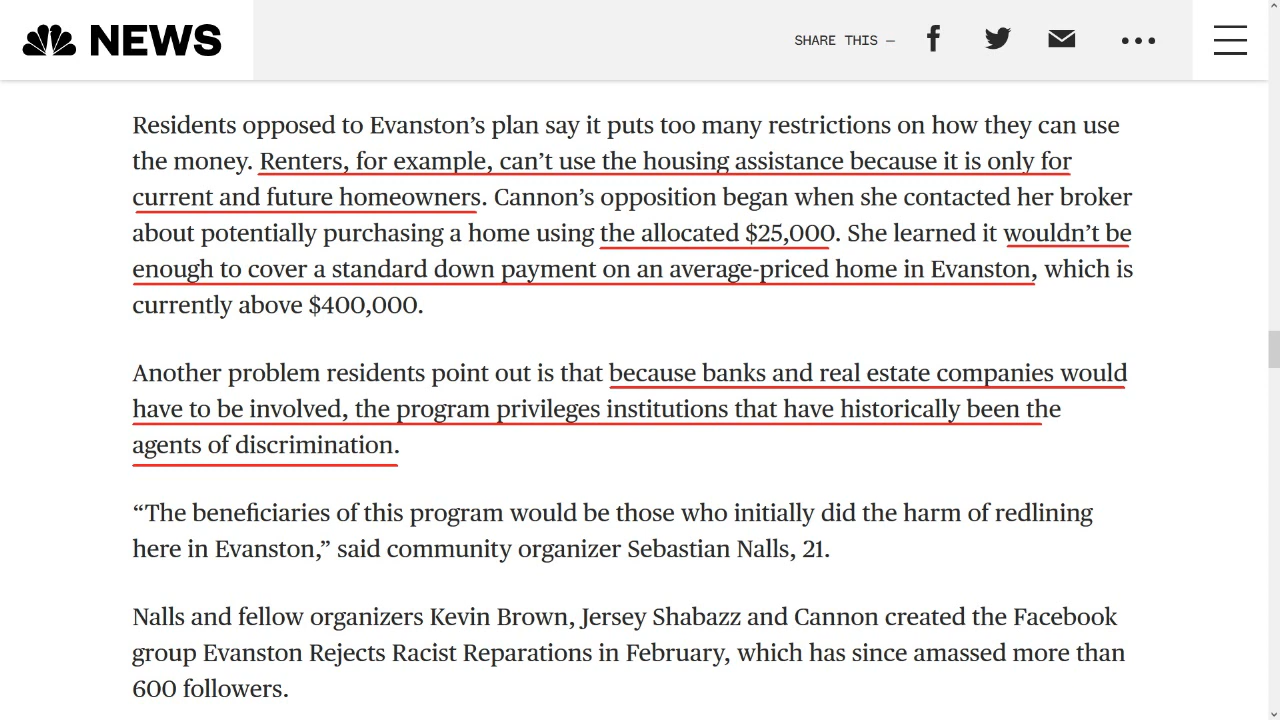 NEWS
SHARE THIS —
Residents opposed to Evanston’s plan say it puts too many restrictions on how they can use
the money. Renters, for example, can’t use the housing assistance because it is only for
current and future homeowners. Cannon’s opposition began when she contacted her broker
about potentially purchasing a home using the allocated $25,000. She learned it wouldn’t be
enough to cover a standard down payment on an average-priced home in Evanston, which is
currently above $400,000.
Another problem residents point out is that because banks and real estate companies would
have to be involved, the program privileges institutions that have historically been the
agents of discrimination.
“The beneficiaries of this program would be those who initially did the harm of redlining
here in Evanston,” said community organizer Sebastian Nalls, 21.
Nalls and fellow organizers Kevin Brown, Jersey Shabazz and Cannon created the Facebook
group Evanston Rejects Racist Reparations in February, which has since amassed more than
600 followers.